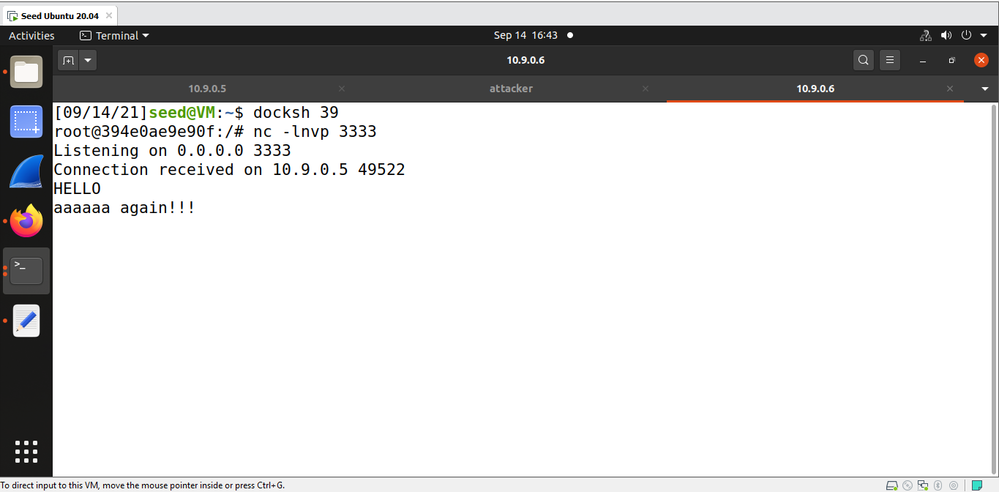 Seed Ubuntu 20.04
Activities Terminal Sep 14 16:43
10.9.0.6
10.9.0.5 attacker 10.9.0.6
[09/14/21]seed@VM:~$ docksh 39
root@394e0ae9e90f:/# nc -lnvp 3333
Listening on 0.0.0.0 3333
Connection received on 10.9.0.5 49522
HELLO
aaaaaa again!!!
To direct input to this VM, move the mouse pointer inside or press Ctrl+G.